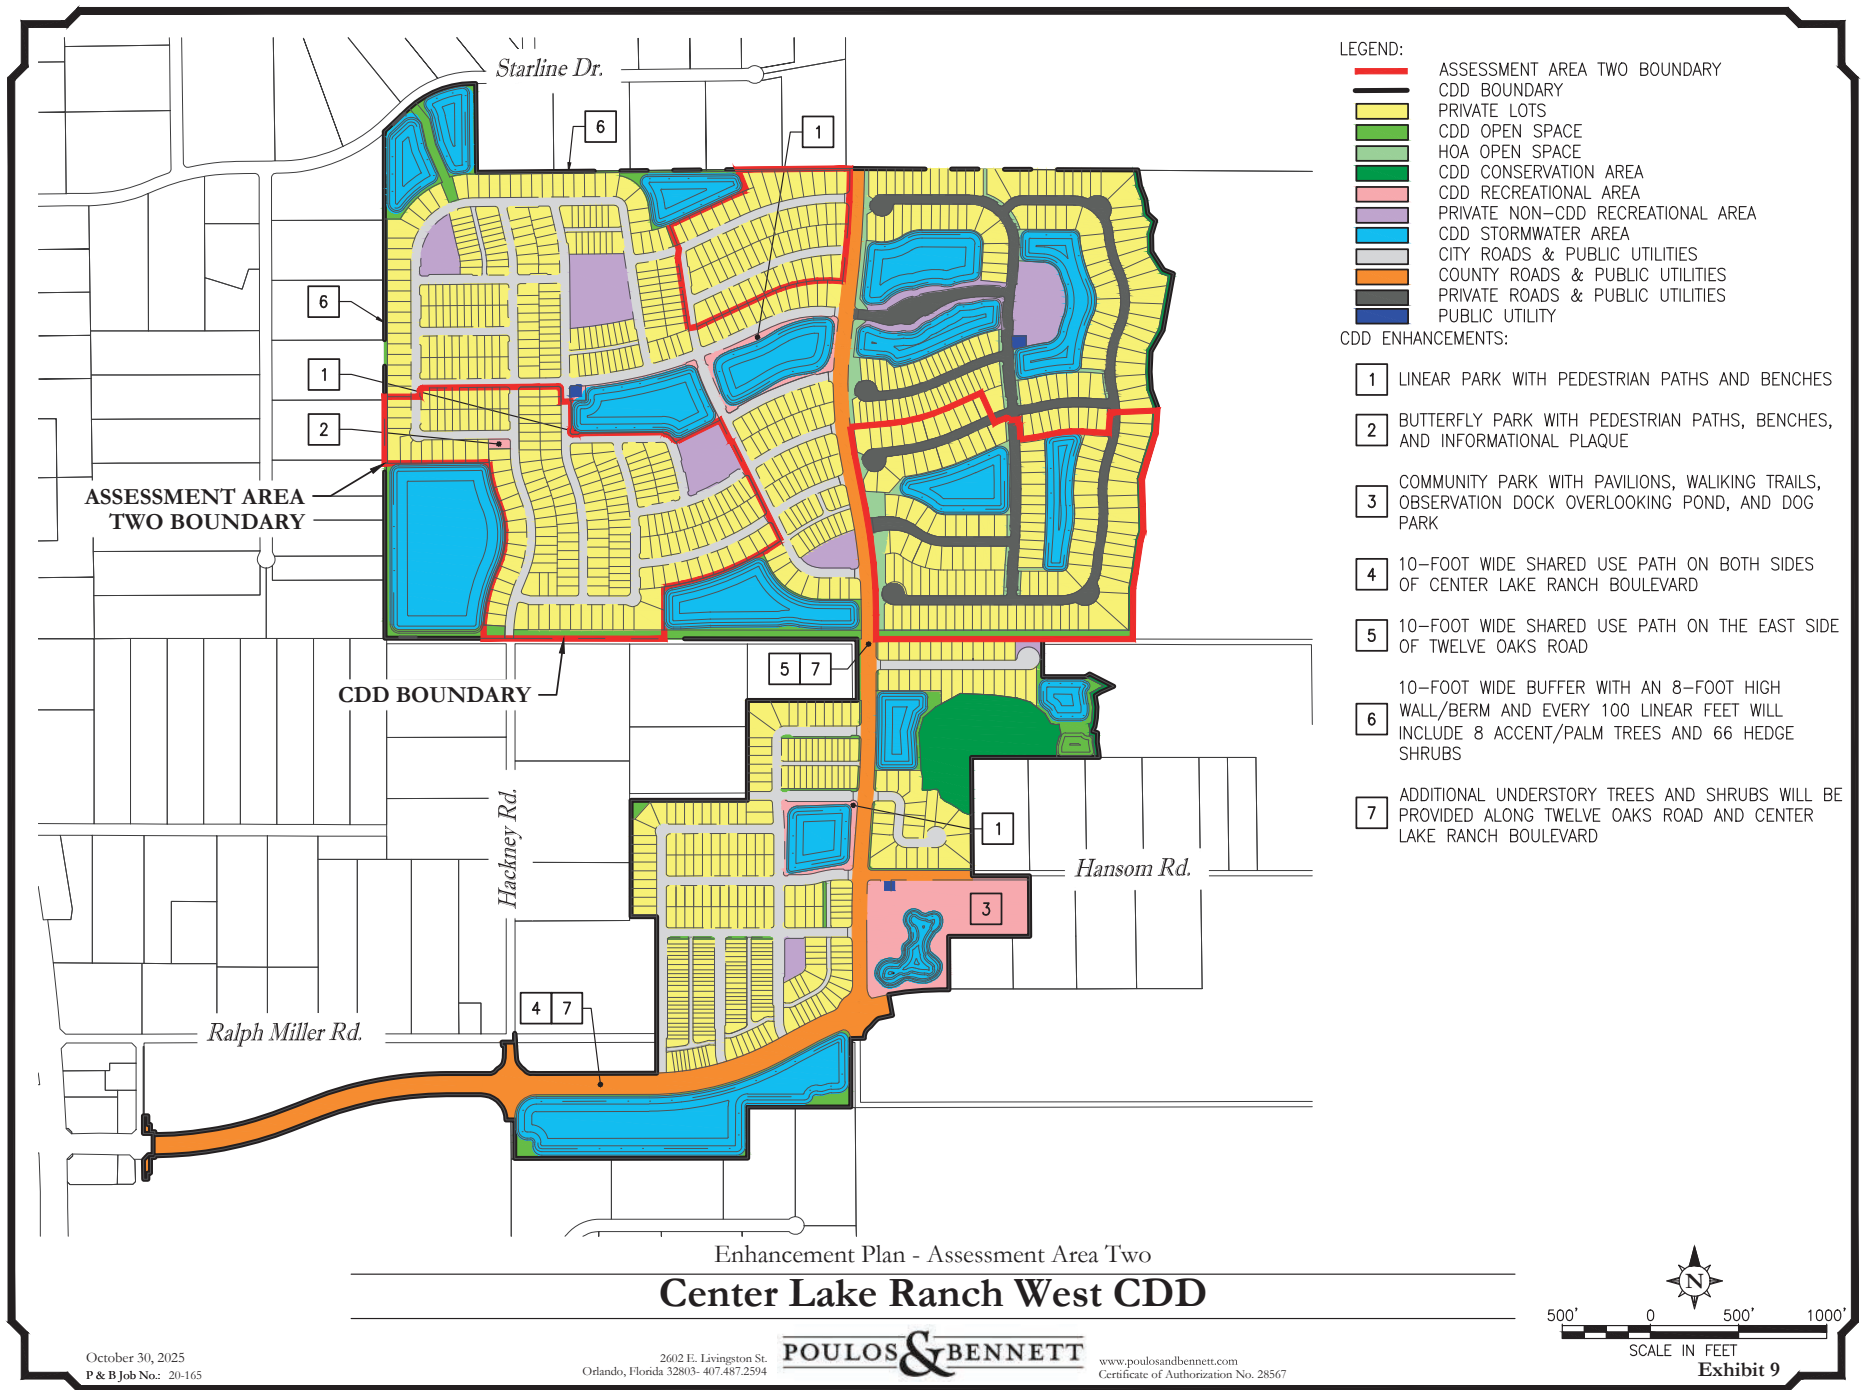 Starline Dr.
6
1
6
1
2
ASSESSMENT AREA
TWO BOUNDARY
5 7
CDD BOUNDARY
Hackney Rd.
1
Hansom Rd.
3
4 7
Ralph Miller Rd.
LEGEND:
ASSESSMENT AREA TWO BOUNDARY
CDD BOUNDARY
PRIVATE LOTS
CDD OPEN SPACE
HOA OPEN SPACE
CDD CONSERVATION AREA
CDD RECREATIONAL AREA
PRIVATE NON-CDD RECREATIONAL AREA
CDD STORMWATER AREA
CITY ROADS & PUBLIC UTILITIES
COUNTY ROADS & PUBLIC UTILITIES
PRIVATE ROADS & PUBLIC UTILITIES
PUBLIC UTILITY
CDD ENHANCEMENTS:
1 LINEAR PARK WITH PEDESTRIAN PATHS AND BENCHES
2 BUTTERFLY PARK WITH PEDESTRIAN PATHS, BENCHES,
AND INFORMATIONAL PLAQUE
3 COMMUNITY PARK WITH PAVILIONS, WALIKING TRAILS,
OBSERVATION DOCK OVERLOOKING POND, AND DOG
PARK
4 10-FOOT WIDE SHARED USE PATH ON BOTH SIDES
OF CENTER LAKE RANCH BOULEVARD
5 10-FOOT WIDE SHARED USE PATH ON THE EAST SIDE
OF TWELVE OAKS ROAD
6 10-FOOT WIDE BUFFER WITH AN 8-FOOT HIGH
WALL/BERM AND EVERY 100 LINEAR FEET WILL
INCLUDE 8 ACCENT/PALM TREES AND 66 HEDGE
SHRUBS
7 ADDITIONAL UNDERSTORY TREES AND SHRUBS WILL BE
PROVIDED ALONG TWELVE OAKS ROAD AND CENTER
LAKE RANCH BOULEVARD
Enhancement Plan - Assessment Area Two
Center Lake Ranch West CDD
N
500' 0 500' 1000'
SCALE IN FEET
Exhibit 9
October 30, 2025
P & B Job No.: 20-165
2602 E. Livingston St.
Orlando, Florida 32803- 407.487.2594
POULOS & BENNETT
www.poulosandbennett.com
Certificate of Authorization No. 28567